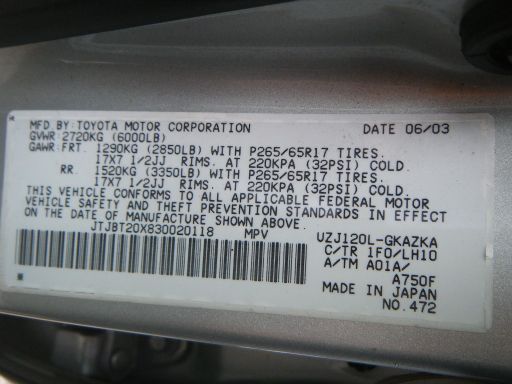 MFD.BY:TOYOTA MOTOR CORPORATION DATE 06/03
GVWR:2720KG (6000LB)
GAWR:FRT. 1290KG (2850LB) WITH P265/65R17 TIRES.
17X7 1/2JJ RIMS. AT 220KPA (32PSI) COLD.
RR. 1520KG (3350LB) WITH P265/65R17 TIRES.
17X7 1/2JJ RIMS. AT 220KPA (32PSI) COLD.
THIS VEHICLE CONFORMS TO ALL APPLICABLE FEDERAL MOTOR
VEHICLE SAFETY AND THEFT PREVENTION STANDARDS IN EFFECT
ON THE DATE OF MANUFACTURE SHOWN ABOVE.
JTJBT20X830020118 MPV UZJ120L-GKAZKA
C/TR 1F0/LH10
A/TM A01A/
A750F
MADE IN JAPAN
NO.472